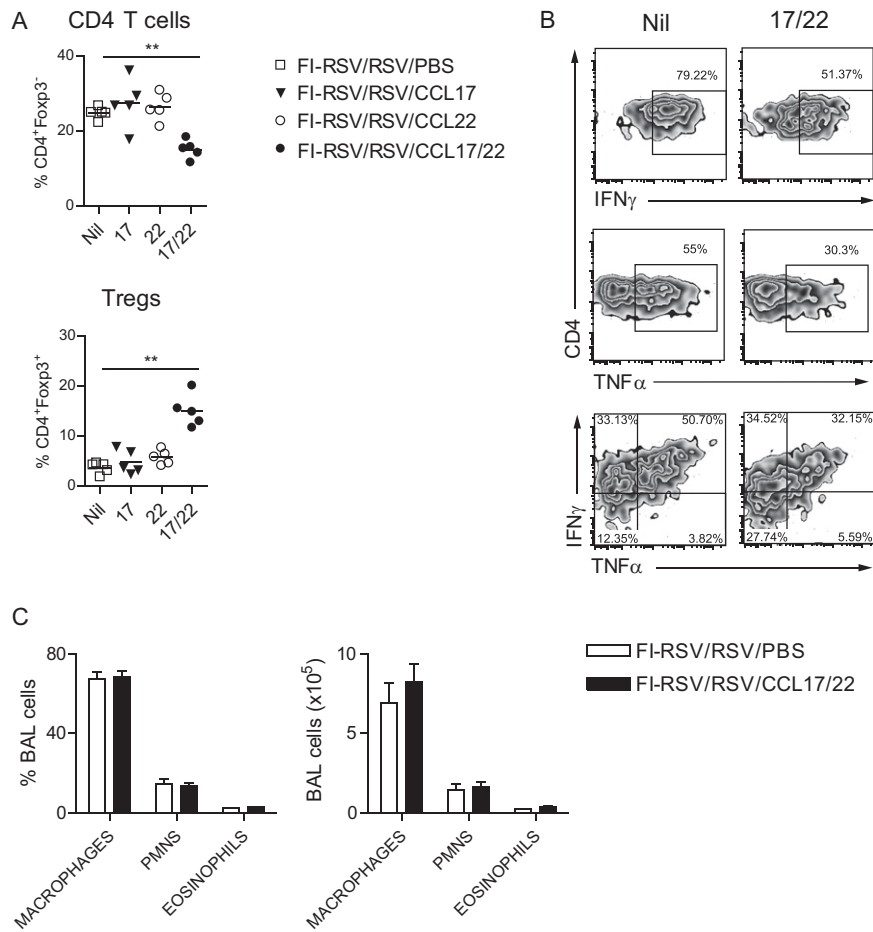 A
CD4 T cells
**
40
20
0
% CD4+Foxp3-
Nil
17
22
17/22
FI-RSV/RSV/PBS
FI-RSV/RSV/CCL17
FI-RSV/RSV/CCL22
FI-RSV/RSV/CCL17/22
Tregs
**
30
20
10
0
% CD4+Foxp3+
Nil
17
22
17/22
B
Nil
17/22
79.22%
51.37%
IFNγ
55%
30.3%
CD4
TNFα
33.13%
50.70%
34.52%
32.15%
IFNγ
12.35%
3.82%
27.74%
5.59%
TNFα
C
80
40
0
% BAL cells
MACROPHAGES
PMNS
EOSINOPHILS
10
5
0
BAL cells (x10⁵)
MACROPHAGES
PMNS
EOSINOPHILS
FI-RSV/RSV/PBS
FI-RSV/RSV/CCL17/22